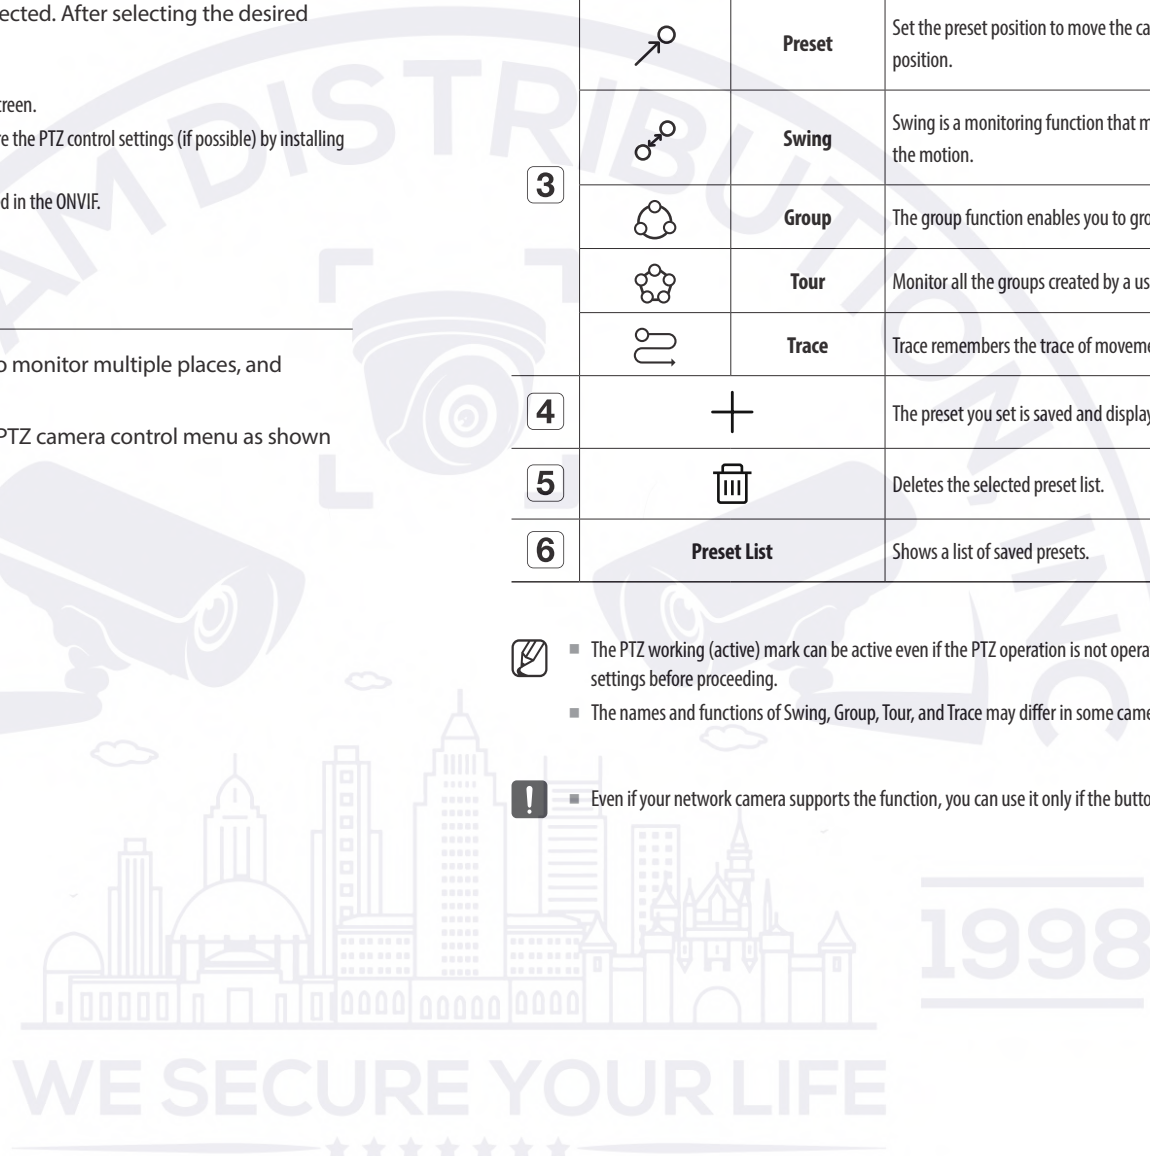 ected. After selecting the desired
creen.
re the PTZ control settings (if possible) by installing
d in the ONVIF.
o monitor multiple places, and
PTZ camera control menu as shown
3
Preset
Set the preset position to move the ca
position.
Swing
Swing is a monitoring function that m
the motion.
Group
The group function enables you to gro
Tour
Monitor all the groups created by a us
Trace
Trace remembers the trace of moveme
4
The preset you set is saved and display
5
Deletes the selected preset list.
6
Preset List
Shows a list of saved presets.
The PTZ working (active) mark can be active even if the PTZ operation is not opera
settings before proceeding.
The names and functions of Swing, Group, Tour, and Trace may differ in some came
Even if your network camera supports the function, you can use it only if the butto
AM DISTRIBUTION INC
1998
WE SECURE YOUR LIFE